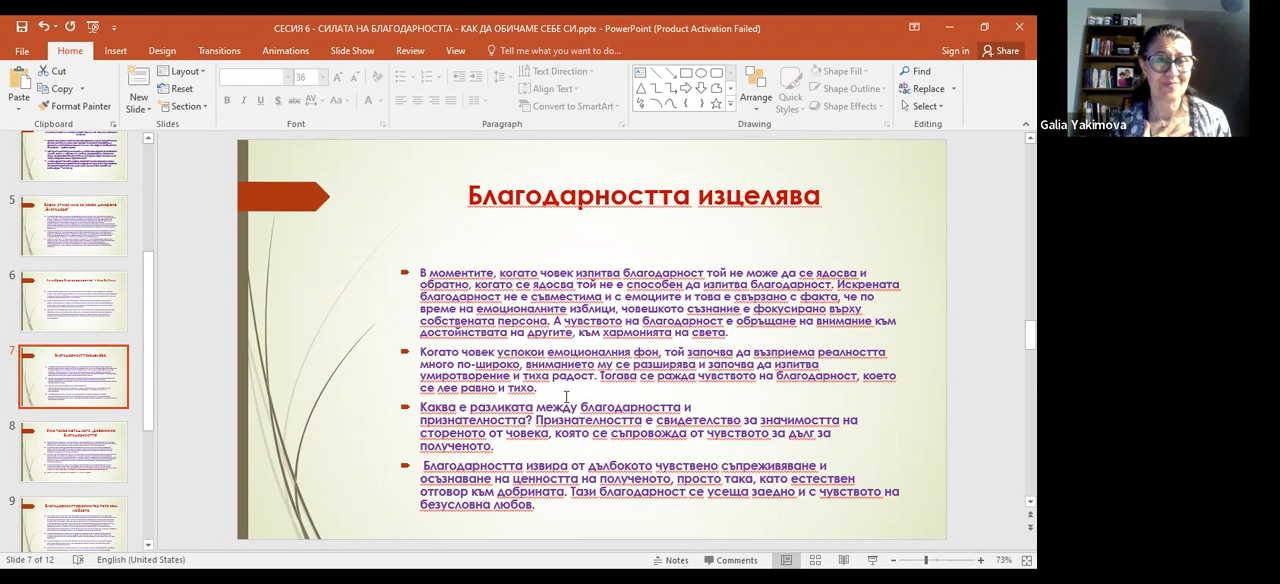 СЕСИЯ 6 - СИЛАТА НА БЛАГОДАРНОСТТА - КАК ДА ОБИЧАМЕ СЕБЕ СИ.pptx - PowerPoint (Product Activation Failed)
File Home Insert Design Transitions Animations Slide Show Review View Tell me what you want to do... Sign in Share
Cut Layout 36 Text Direction Shape Fill Find
Paste Copy New Slide Reset Align Text Arrange Quick Styles Shape Outline Replace
Format Painter Section B I U S abc AV Aa A Convert to SmartArt Shape Effects Select
Clipboard Slides Font Paragraph Drawing Editing
Galia Yakimova
5
6
7
8
9
Благодарността изцелява
В моментите, когато човек изпитва благодарност той не може да се ядосва и
обратно, когато се ядосва той не е способен да изпитва благодарност. Искрената
благодарност не е съвместима и с емоциите и това е свързано с факта, че по
време на емоционалните изблици, човешкото съзнание е фокусирано върху
собствената персона. А чувството на благодарност е обръщане на внимание към
достойнствата на другите, към хармонията на света.
Когато човек успокои емоционалния фон, той започва да възприема реалността
много по-широко, вниманието му се разширява и започва да изпитва
умиротворение и тиха радост. Тогава се ражда чувството на благодарност, което
се лее равно и тихо.
Каква е разликата между благодарността и
признателността? Признателността е свидетелство за значимостта на
стореното от човека, която се съпровожда от чувството за дълг за
полученото.
Благодарността извира от дълбокото чувствено съпреживяване и
осъзнаване на ценността на полученото, просто така, като естествен
отговор към добрината. Тази благодарност се усеща заедно и с чувството на
безусловна любов.
Slide 7 of 12 English (United States) Notes Comments 73%